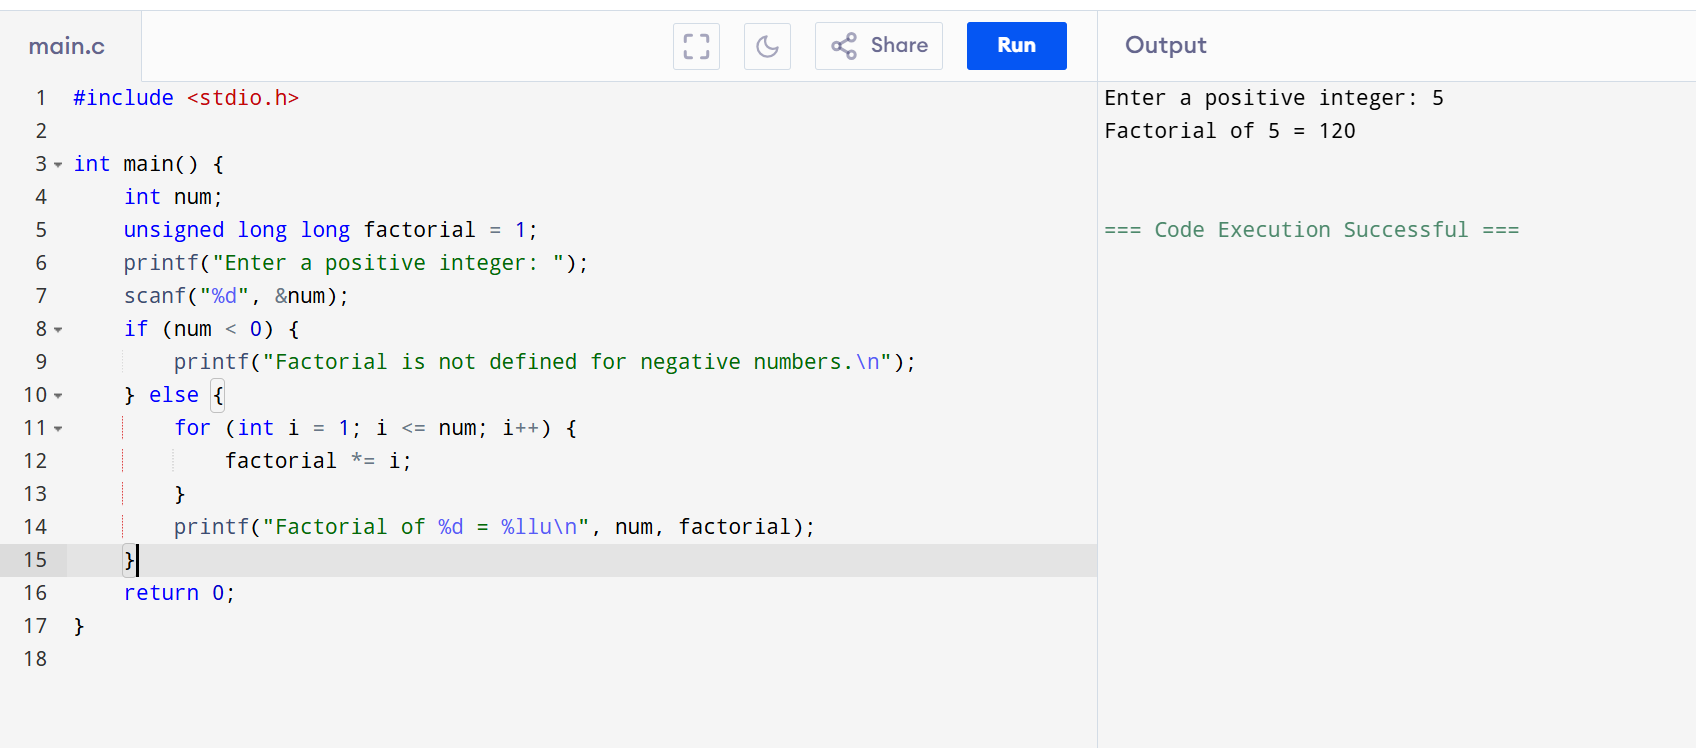 main.c
Share
Run
Output
1 #include <stdio.h>
2
3 int main() {
4     int num;
5     unsigned long long factorial = 1;
6     printf("Enter a positive integer: ");
7     scanf("%d", &num);
8     if (num < 0) {
9         printf("Factorial is not defined for negative numbers.\n");
10     } else {
11         for (int i = 1; i <= num; i++) {
12             factorial *= i;
13         }
14         printf("Factorial of %d = %llu\n", num, factorial);
15     }
16     return 0;
17 }
18
Enter a positive integer: 5
Factorial of 5 = 120
=== Code Execution Successful ===